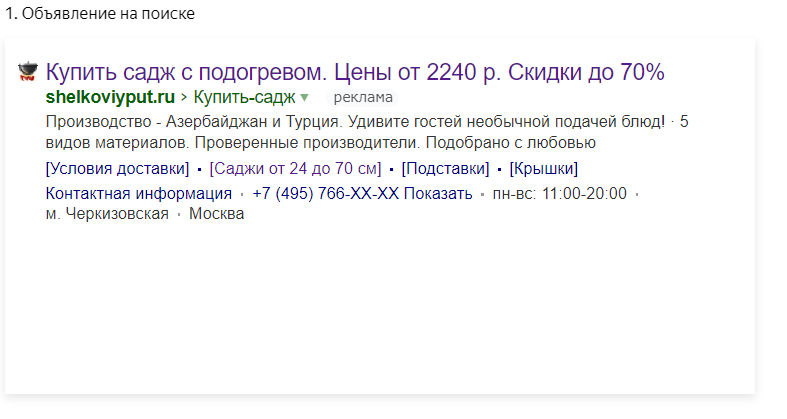 1. Объявление на поиске
Купить садж с подогревом. Цены от 2240 р. Скидки до 70%
shelkoviyput.ru › Купить-садж ▾ реклама
Производство - Азербайджан и Турция. Удивите гостей необычной подачей блюд! · 5
видов материалов. Проверенные производители. Подобрано с любовью
[Условия доставки] · [Саджи от 24 до 70 см] · [Подставки] · [Крышки]
Контактная информация · +7 (495) 766-XX-XX Показать · пн-вс: 11:00-20:00 ·
м. Черкизовская · Москва